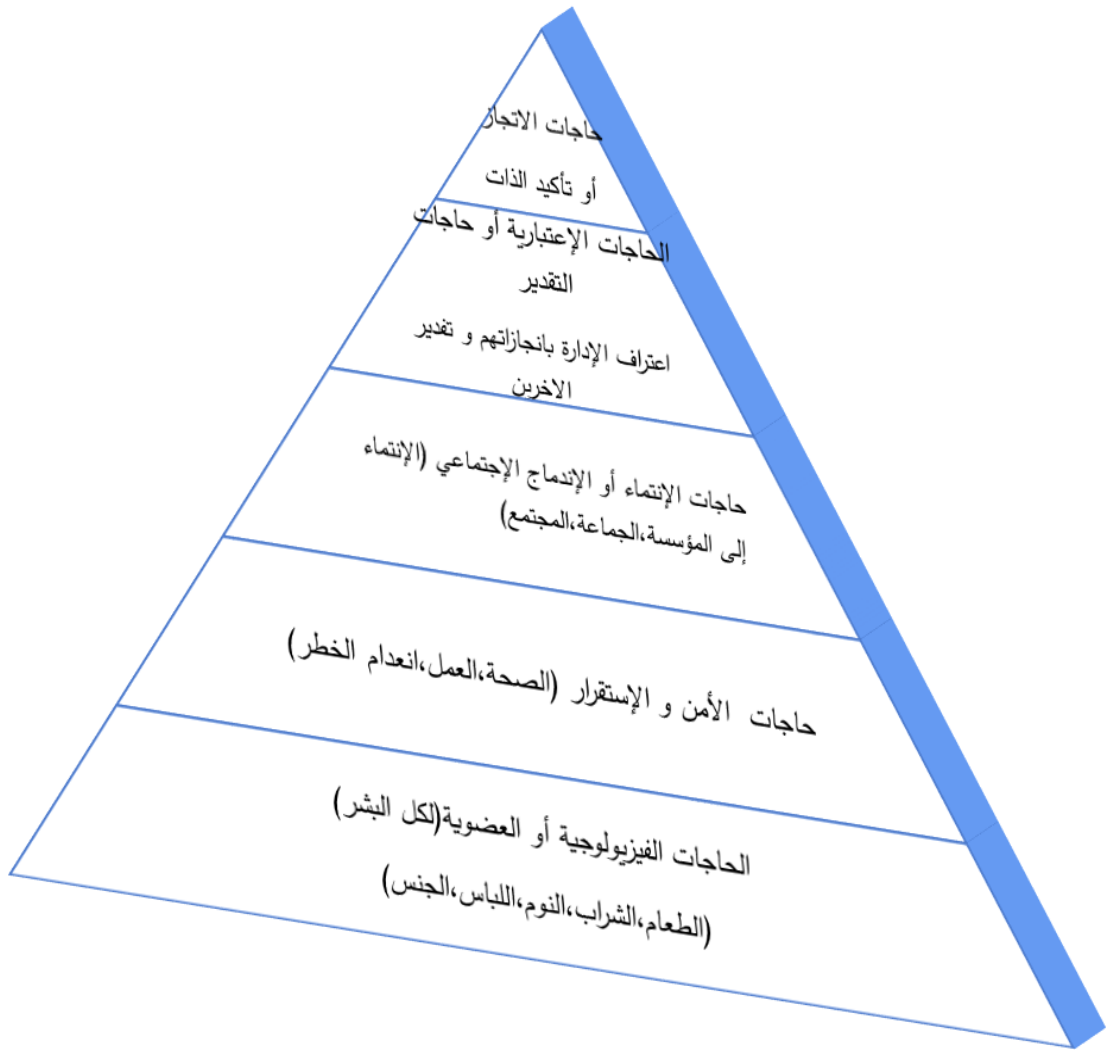 حاجات الاتجاز
أو تأكيد الذات
الحاجات الإعتبارية أو حاجات
التقدير
اعتراف الإدارة بانجازاتهم و تفدير
الاخرين
حاجات الإنتماء أو الإندماج الإجتماعي (الإنتماء
إلى المؤسسة،الجماعة،المجتمع)
حاجات الأمن و الإستقرار (الصحة،العمل،انعدام الخطر)
الحاجات الفيزيولوجية أو العضوية(لكل البشر)
(الطعام،الشراب،النوم،اللباس،الجنس)